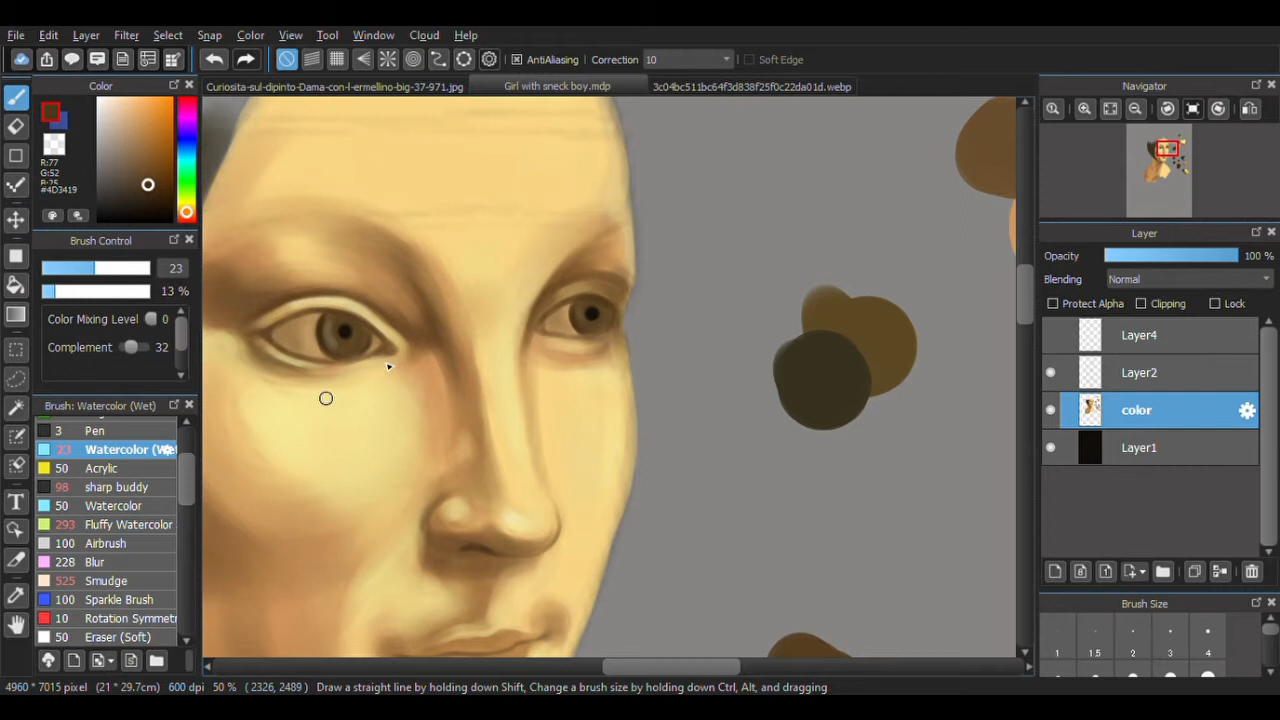 File Edit Layer Filter Select Snap Color View Tool Window Cloud Help
AntiAliasing Correction 10 Soft Edge
Color
Curiosita-sul-dipinto-Dama-con-l-ermelino-big-37-971.jpg Girl with sneck boy.mdp 3c04bc511bc64f3d838f25f0c22da01d.webp
Navigator
R:77
G:52
B:25
#4D3419
Brush Control
23
13 %
Color Mixing Level 0
Complement 32
Brush: Watercolor (Wet)
3 Pen
23 Watercolor (Wet
50 Acrylic
98 sharp buddy
50 Watercolor
293 Fluffy Watercolor
100 Airbrush
228 Blur
525 Smudge
100 Sparkle Brush
10 Rotation Symmetr
50 Eraser (Soft)
Layer
Opacity 100 %
Blending Normal
Protect Alpha Clipping Lock
Layer4
Layer2
color
Layer1
Brush Size
1 1.5 2 3 4
4960 * 7015 pixel (21 * 29.7cm) 600 dpi 50 % ( 2326, 2489 ) Draw a straight line by holding down Shift, Change a brush size by holding down Ctrl, Alt, and dragging